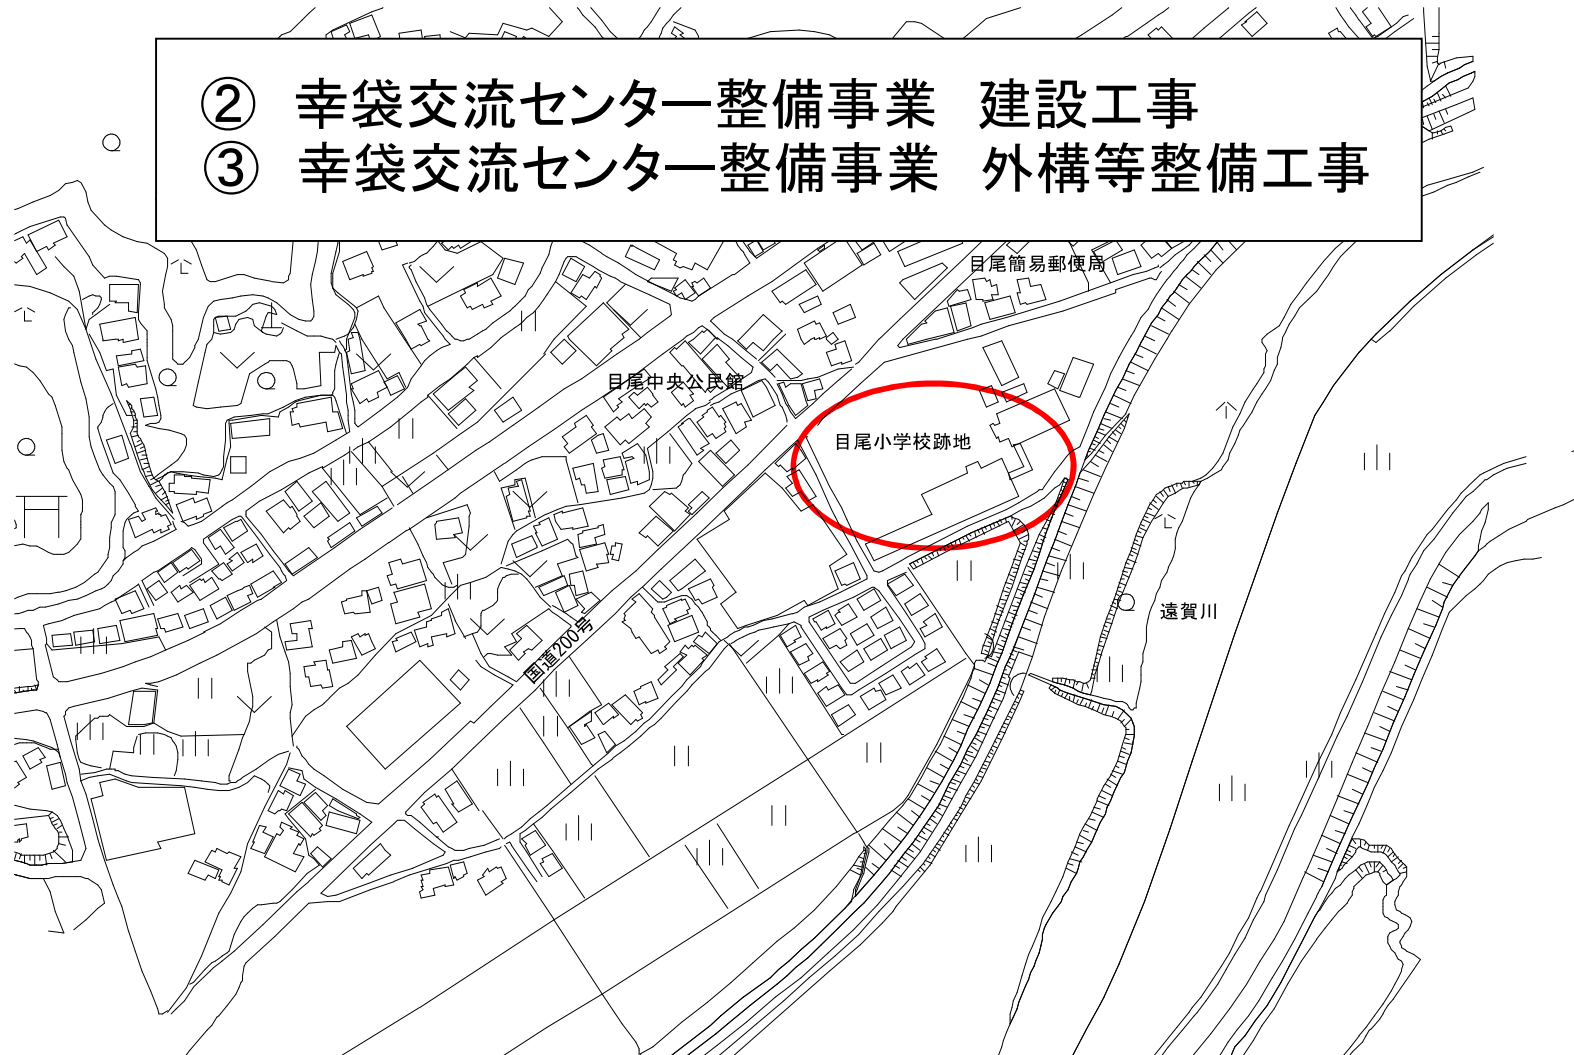 ② 幸袋交流センター整備事業 建設工事
③ 幸袋交流センター整備事業 外構等整備工事
目尾簡易郵便局
目尾中央公民館
目尾小学校跡地
遠賀川
国道200号